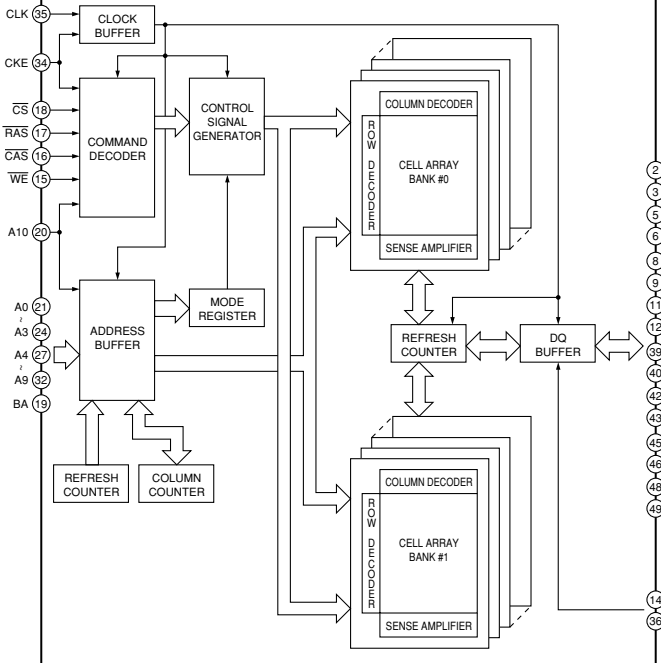 CLK 35
CLOCK
BUFFER
CKE 34
CS 18
RAS 17
CAS 16
WE 15
COMMAND
DECODER
CONTROL
SIGNAL
GENERATOR
A10 20
A0 21
~
A3 24
A4 27
~
A9 32
BA 19
ADDRESS
BUFFER
MODE
REGISTER
REFRESH
COUNTER
COLUMN
COUNTER
COLUMN DECODER
ROW DECODER
CELL ARRAY
BANK #0
SENSE AMPLIFIER
REFRESH
COUNTER
DQ
BUFFER
COLUMN DECODER
ROW DECODER
CELL ARRAY
BANK #1
SENSE AMPLIFIER
2
3
5
6
8
9
11
12
39
40
42
43
45
46
48
49
14
36